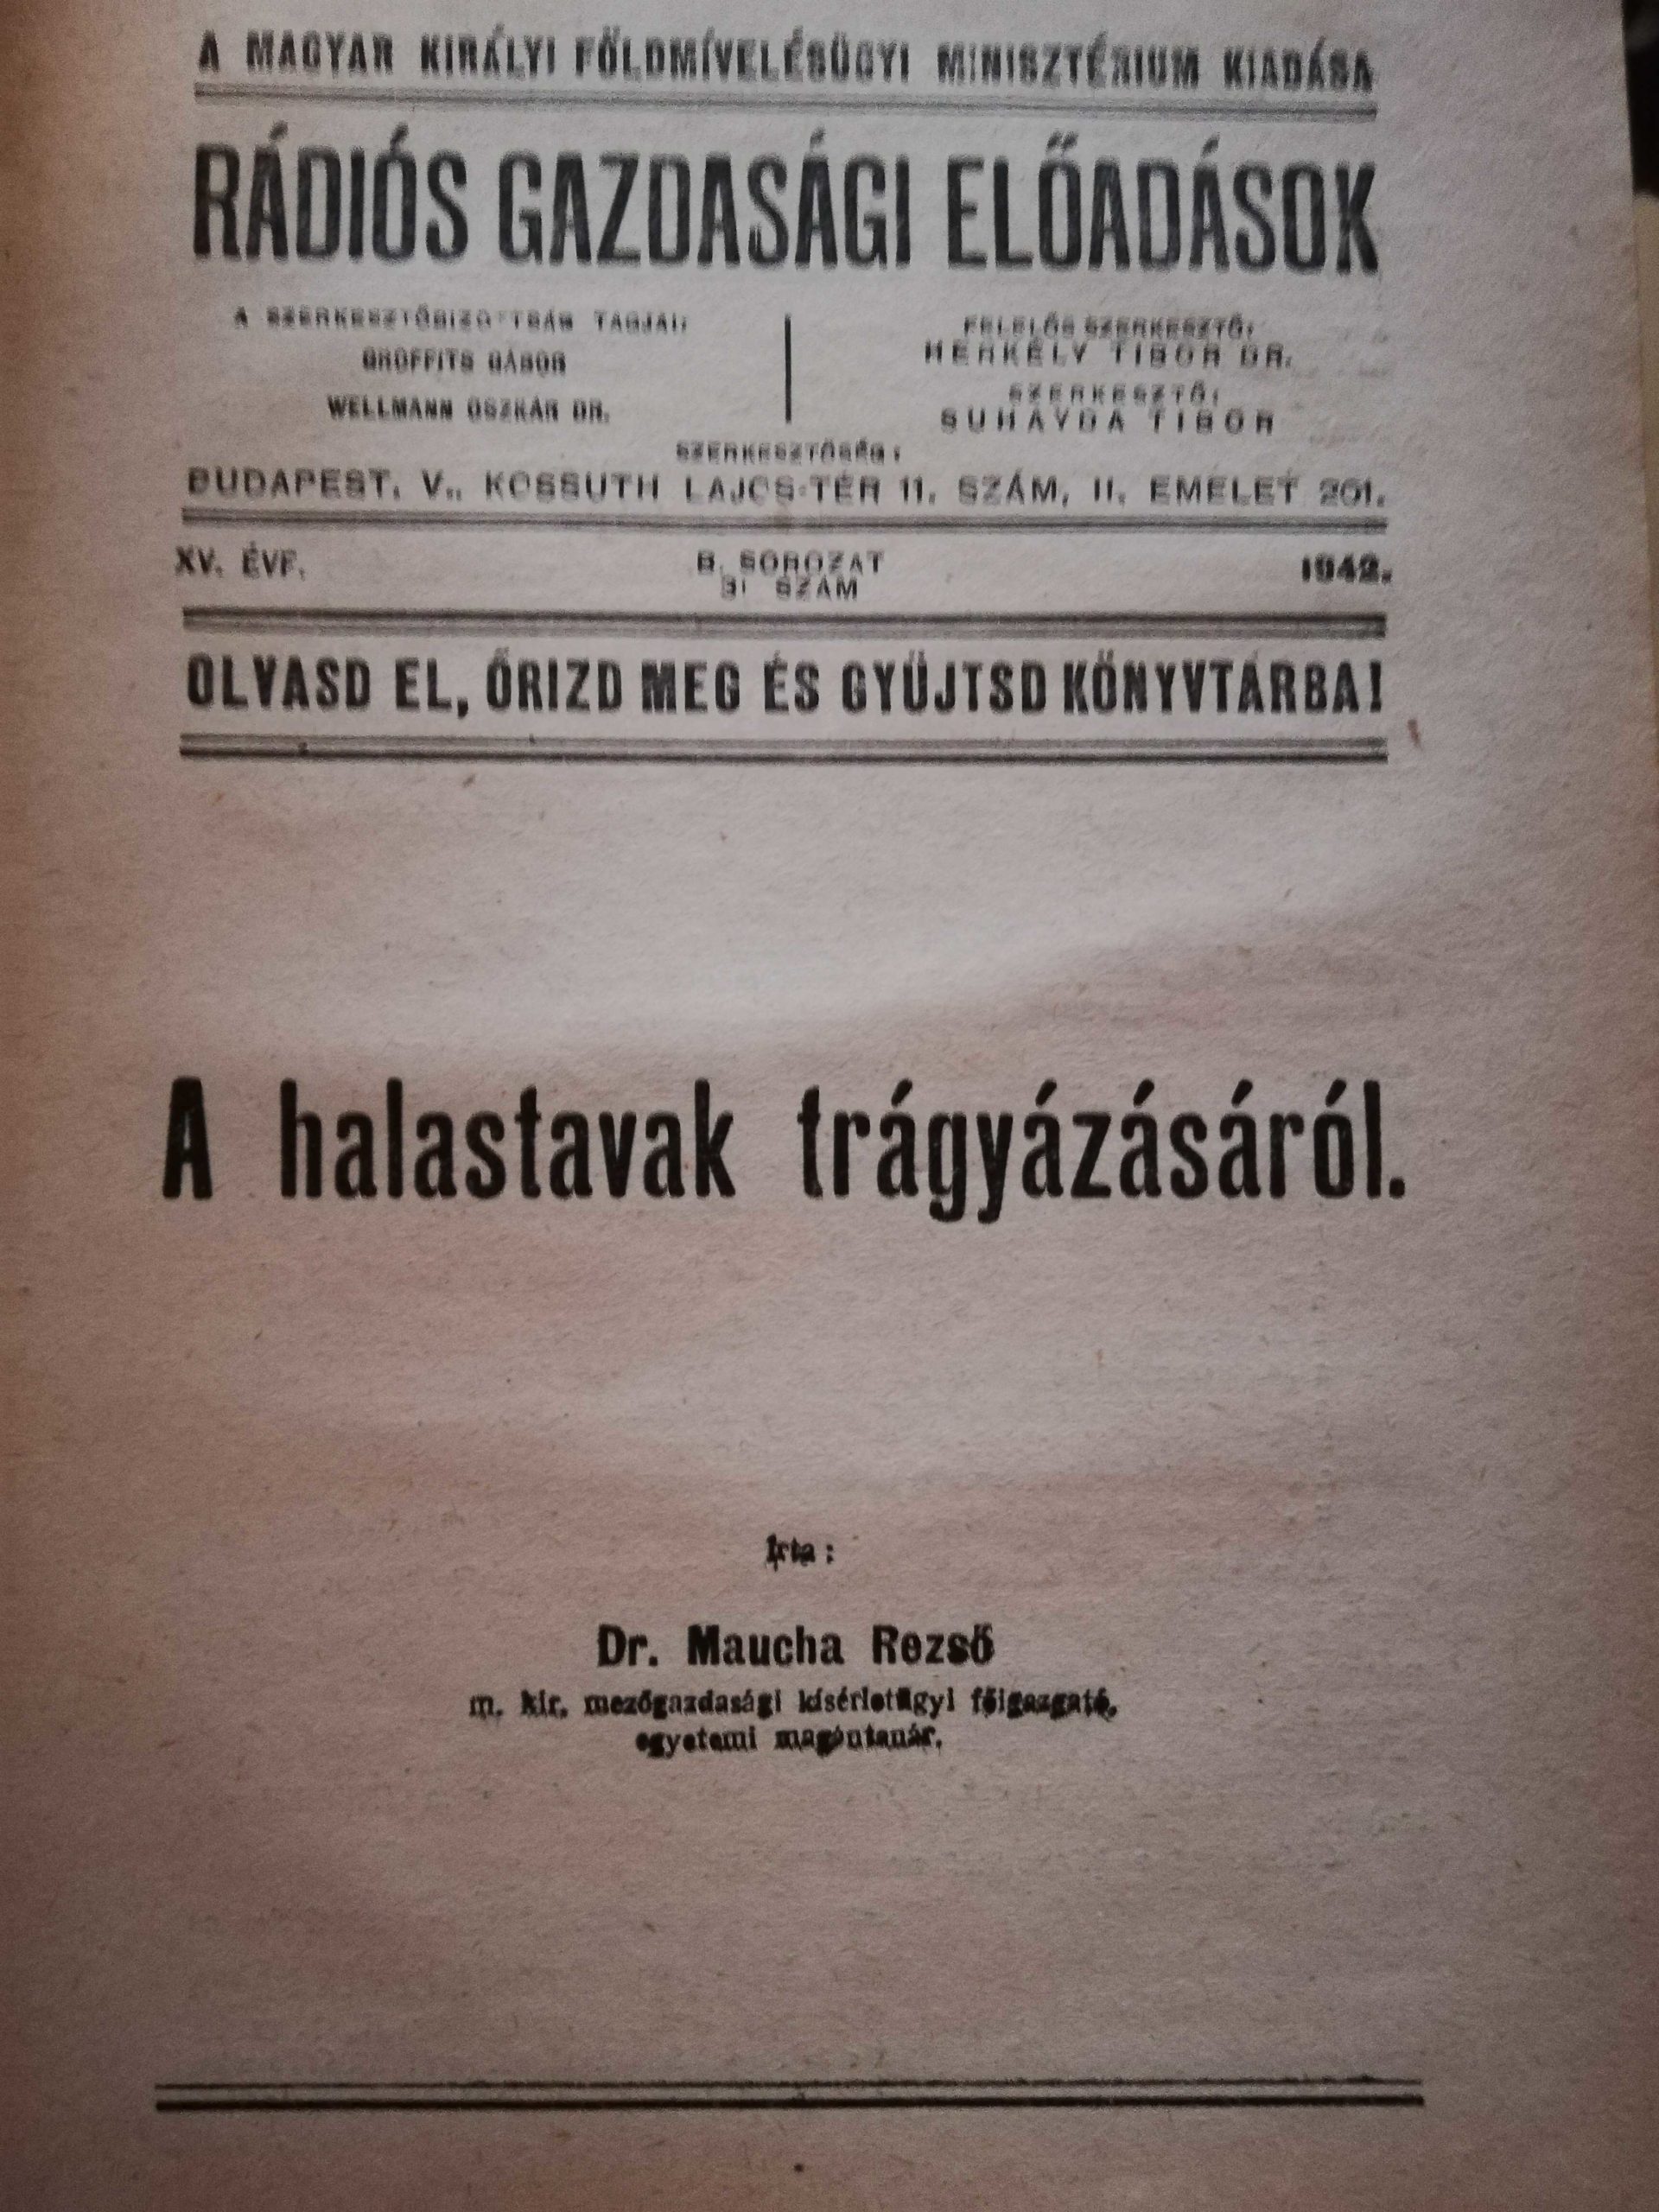 A MAGYAR KIRÁLYI FÖLDMÍVELÉSÜGYI MINISZTÉRIUM KIADÁSA
RÁDIÓS GAZDASÁGI ELŐADÁSOK
A SZERKESZTŐBIZOTTSÁG TAGJAI:
GROFFITS GÁBOR
WELLMANN OSZKÁR DR.
FELELŐS SZERKESZTŐ:
HERKÉLY TIBOR DR.
SZERKESZTŐ:
SUHAYDA TIBOR
SZERKESZTŐSÉG:
BUDAPEST, V., KOSSUTH LAJOS-TÉR 11. SZÁM, II. EMELET 201.
XV. ÉVF.
B. SOROZAT
31 SZÁM
1942.
OLVASD EL, ŐRIZD MEG ÉS GYŰJTSD KÖNYVTÁRBA!
A halastavak trágyázásáról.
Írta:
Dr. Maucha Rezső
m. kir. mezőgazdasági kísérletügyi főigazgató,
egyetemi magántanár.